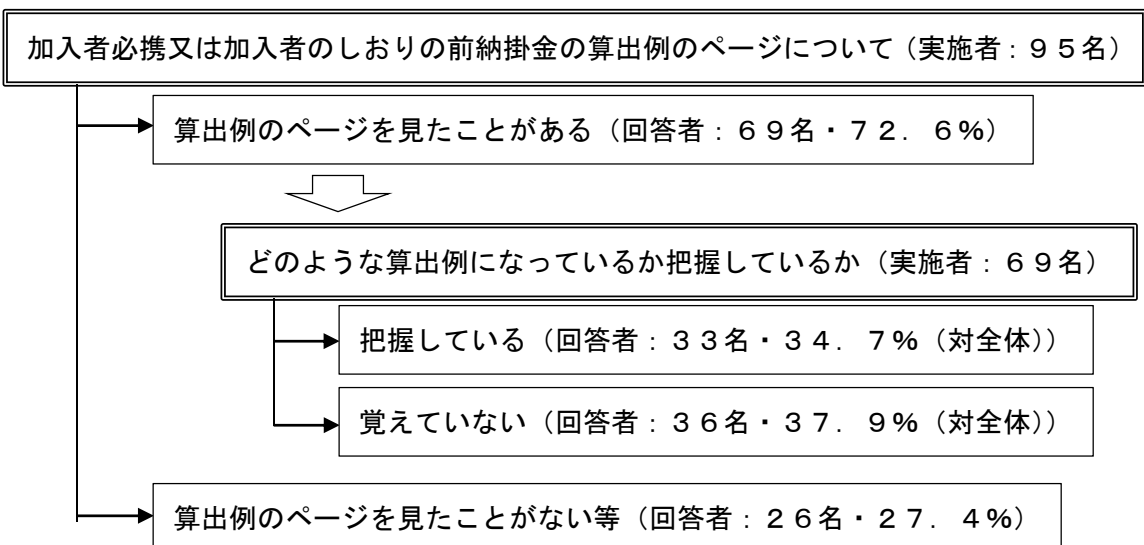 加入者必携又は加入者のしおりの前納掛金の算出例のページについて（実施者：９５名）
算出例のページを見たことがある（回答者：６９名・７２．６％）
どのような算出例になっているか把握しているか（実施者：６９名）
把握している（回答者：３３名・３４．７％（対全体））
覚えていない（回答者：３６名・３７．９％（対全体））
算出例のページを見たことがない等（回答者：２６名・２７．４％）